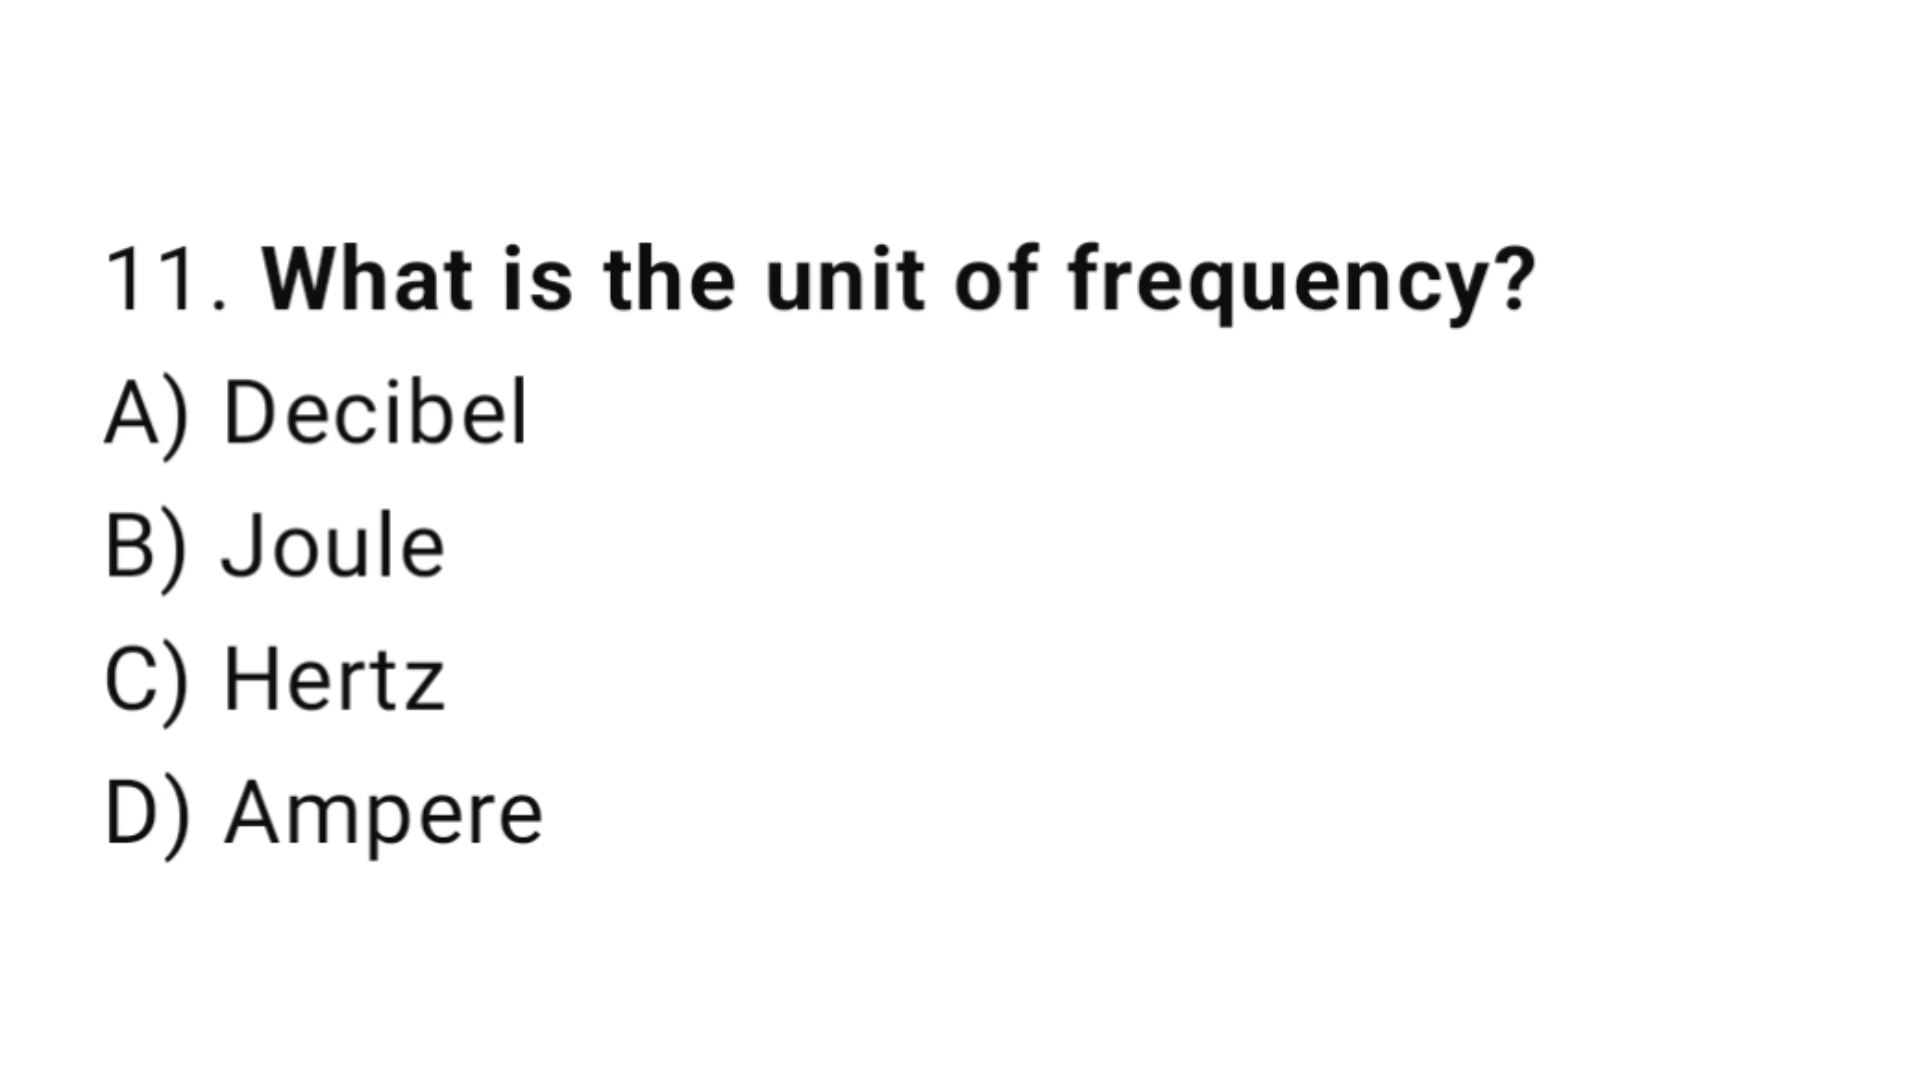 11. What is the unit of frequency?
A) Decibel
B) Joule
C) Hertz
D) Ampere